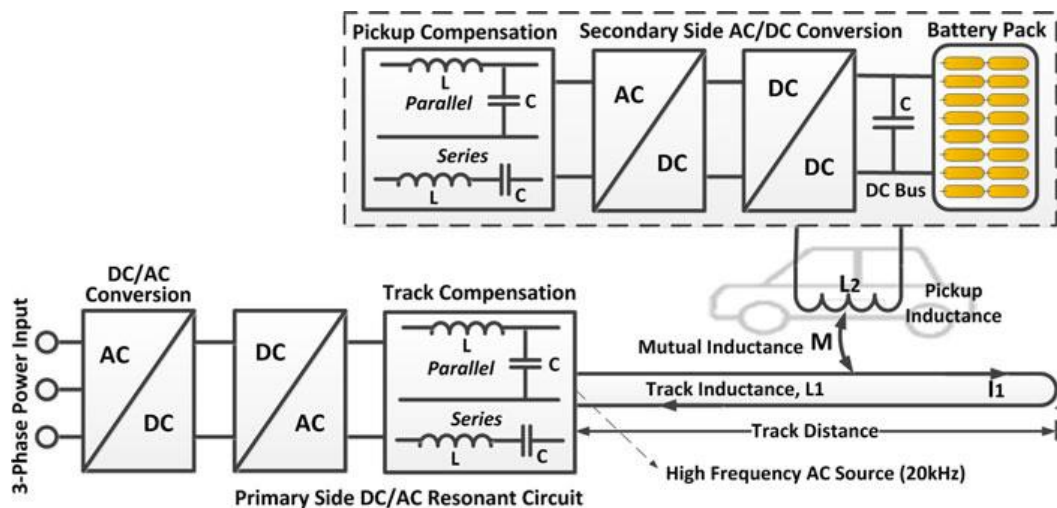 Pickup Compensation
Secondary Side AC/DC Conversion
Battery Pack
L
Parallel
C
Series
L
C
AC
DC
DC
DC
C
DC Bus
L2
Pickup
Inductance
Mutual Inductance
M
DC/AC
Conversion
Track Compensation
3-Phase Power Input
AC
DC
DC
AC
L
Parallel
C
Series
L
C
Track Inductance, L1
I1
Track Distance
High Frequency AC Source (20kHz)
Primary Side DC/AC Resonant Circuit